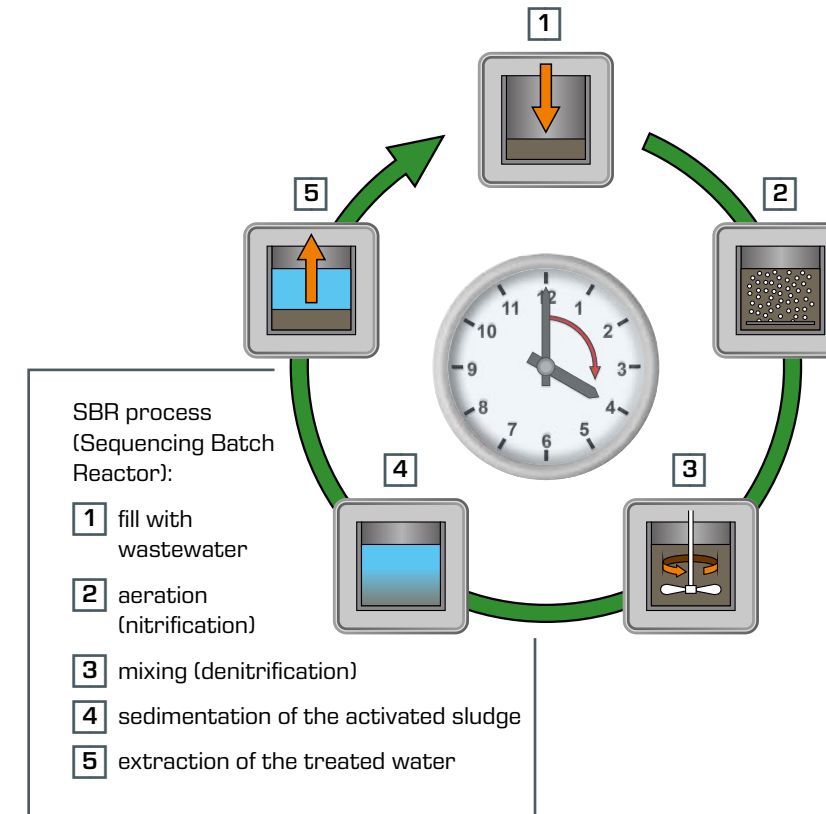 1
5
2
12
11
1
10
2
9
3
8
4
7
5
6
4
3
SBR process
(Sequencing Batch
Reactor):
1 fill with
wastewater
2 aeration
(nitrification)
3 mixing (denitrification)
4 sedimentation of the activated sludge
5 extraction of the treated water